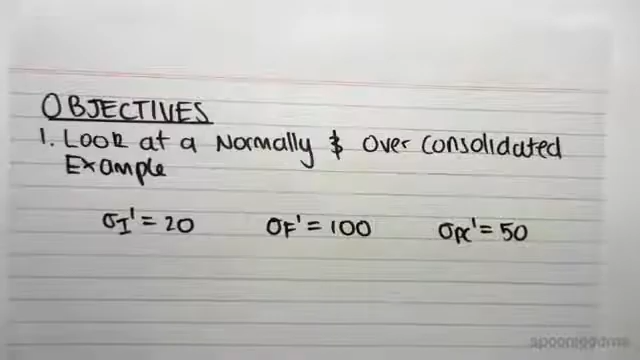 OBJECTIVES
1. Look at a Normally & Over Consolidated
Example
σI' = 20 σF' = 100 σPC' = 50